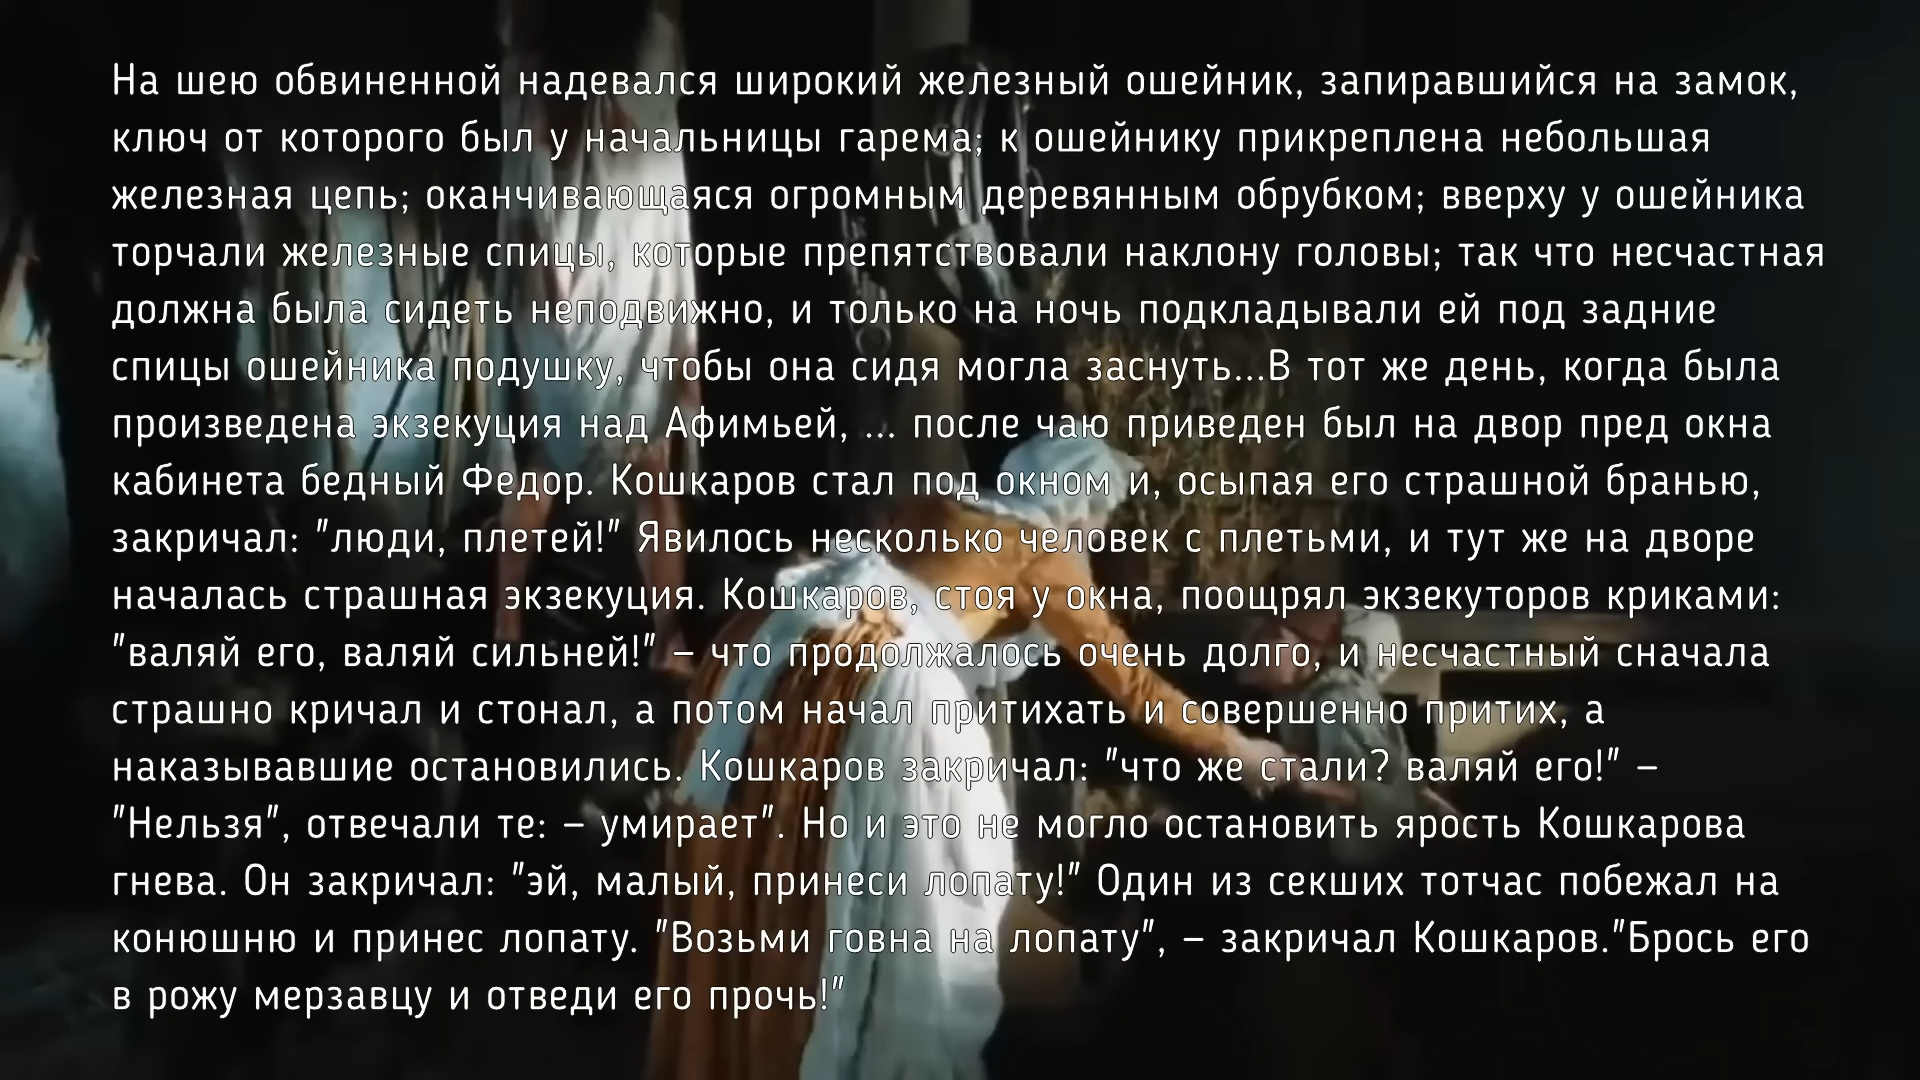 На шею обвиненной надевался широкий железный ошейник, запиравшийся на замок,
ключ от которого был у начальницы гарема; к ошейнику прикреплена небольшая
железная цепь; оканчивающаяся огромным деревянным обрубком; вверху у ошейника
торчали железные спицы, которые препятствовали наклону головы; так что несчастная
должна была сидеть неподвижно, и только на ночь подкладывали ей под задние
спицы ошейника подушку, чтобы она сидя могла заснуть...В тот же день, когда была
произведена экзекуция над Афимьей, ... после чаю приведен был на двор пред окна
кабинета бедный Федор. Кошкаров стал под окном и, осыпая его страшной бранью,
закричал: "люди, плетей!" Явилось несколько человек с плетьми, и тут же на дворе
началась страшная экзекуция. Кошкаров, стоя у окна, поощрял экзекуторов криками:
"валяй его, валяй сильней!" – что продолжалось очень долго, и несчастный сначала
страшно кричал и стонал, а потом начал притихать и совершенно притих, а
наказывавшие остановились. Кошкаров закричал: "что же стали? валяй его!" –
"Нельзя", отвечали те: – умирает". Но и это не могло остановить ярость Кошкарова
гнева. Он закричал: "эй, малый, принеси лопату!" Один из секших тотчас побежал на
конюшню и принес лопату. "Возьми говна на лопату", – закричал Кошкаров."Брось его
в рожу мерзавцу и отведи его прочь!"